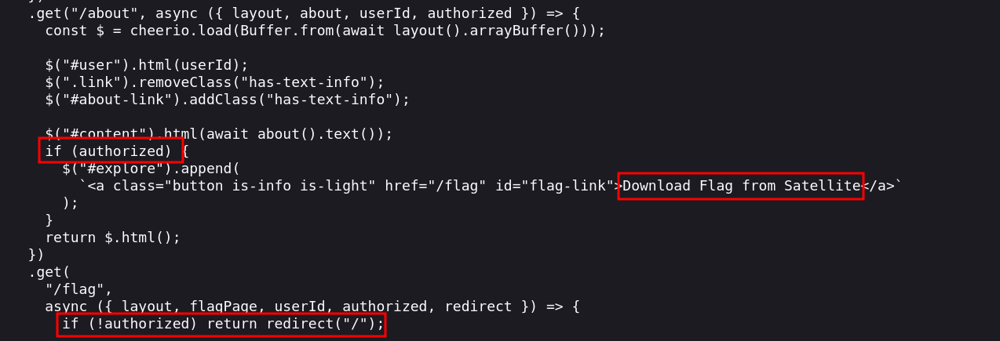 .get("/about", async ({ layout, about, userId, authorized }) => {
const $ = cheerio.load(Buffer.from(await layout().arrayBuffer()));
$("#user").html(userId);
$(".link").removeClass("has-text-info");
$("#about-link").addClass("has-text-info");
$("#content").html(await about().text());
if (authorized) {
$("#explore").append(
`<a class="button is-info is-light" href="/flag" id="flag-link">Download Flag from Satellite</a>`
);
}
return $.html();
})
.get(
"/flag",
async ({ layout, flagPage, userId, authorized, redirect }) => {
if (!authorized) return redirect("/");